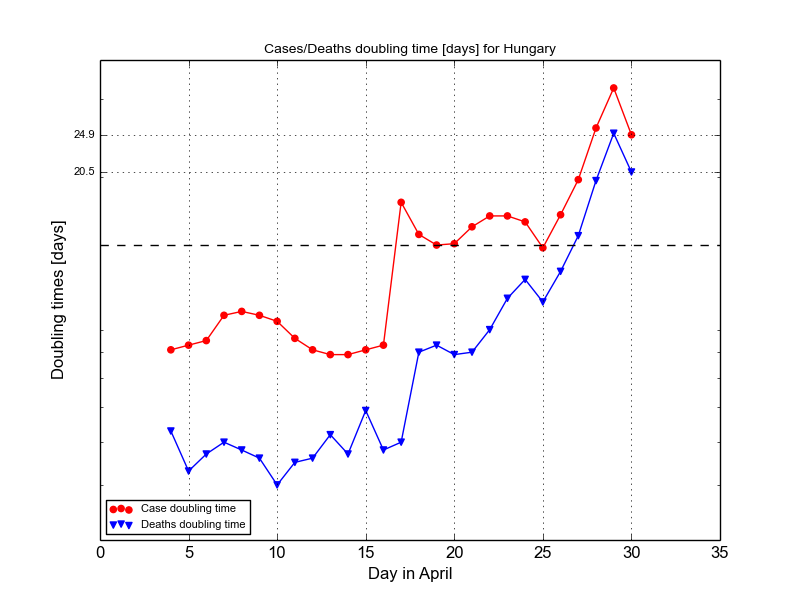 Cases/Deaths doubling time [days] for Hungary
24.9
20.5
Doubling times [days]
Case doubling time
Deaths doubling time
0 5 10 15 20 25 30 35
Day in April